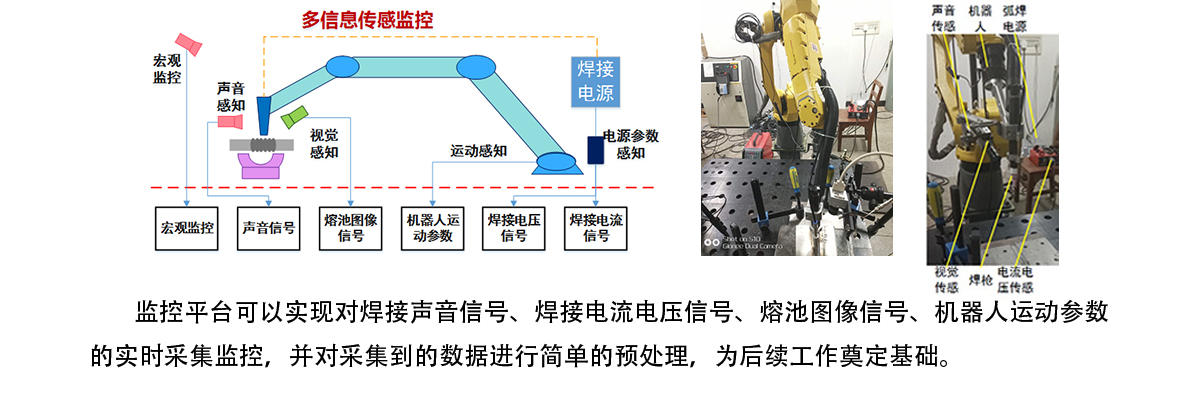 多信息传感监控
宏观
监控
声音
感知
视觉
感知
运动感知
焊接
电源
电源参数
感知
宏观监控
声音信号
熔池图像
信号
机器人运
动参数
焊接电压
信号
焊接电流
信号
Shot on S10
Gionee Dual Camera
声音
传感
机器
人
弧焊
电源
视觉
传感
焊枪
电流电
压传感
监控平台可以实现对焊接声音信号、焊接电流电压信号、熔池图像信号、机器人运动参数
的实时采集监控，并对采集到的数据进行简单的预处理，为后续工作奠定基础。